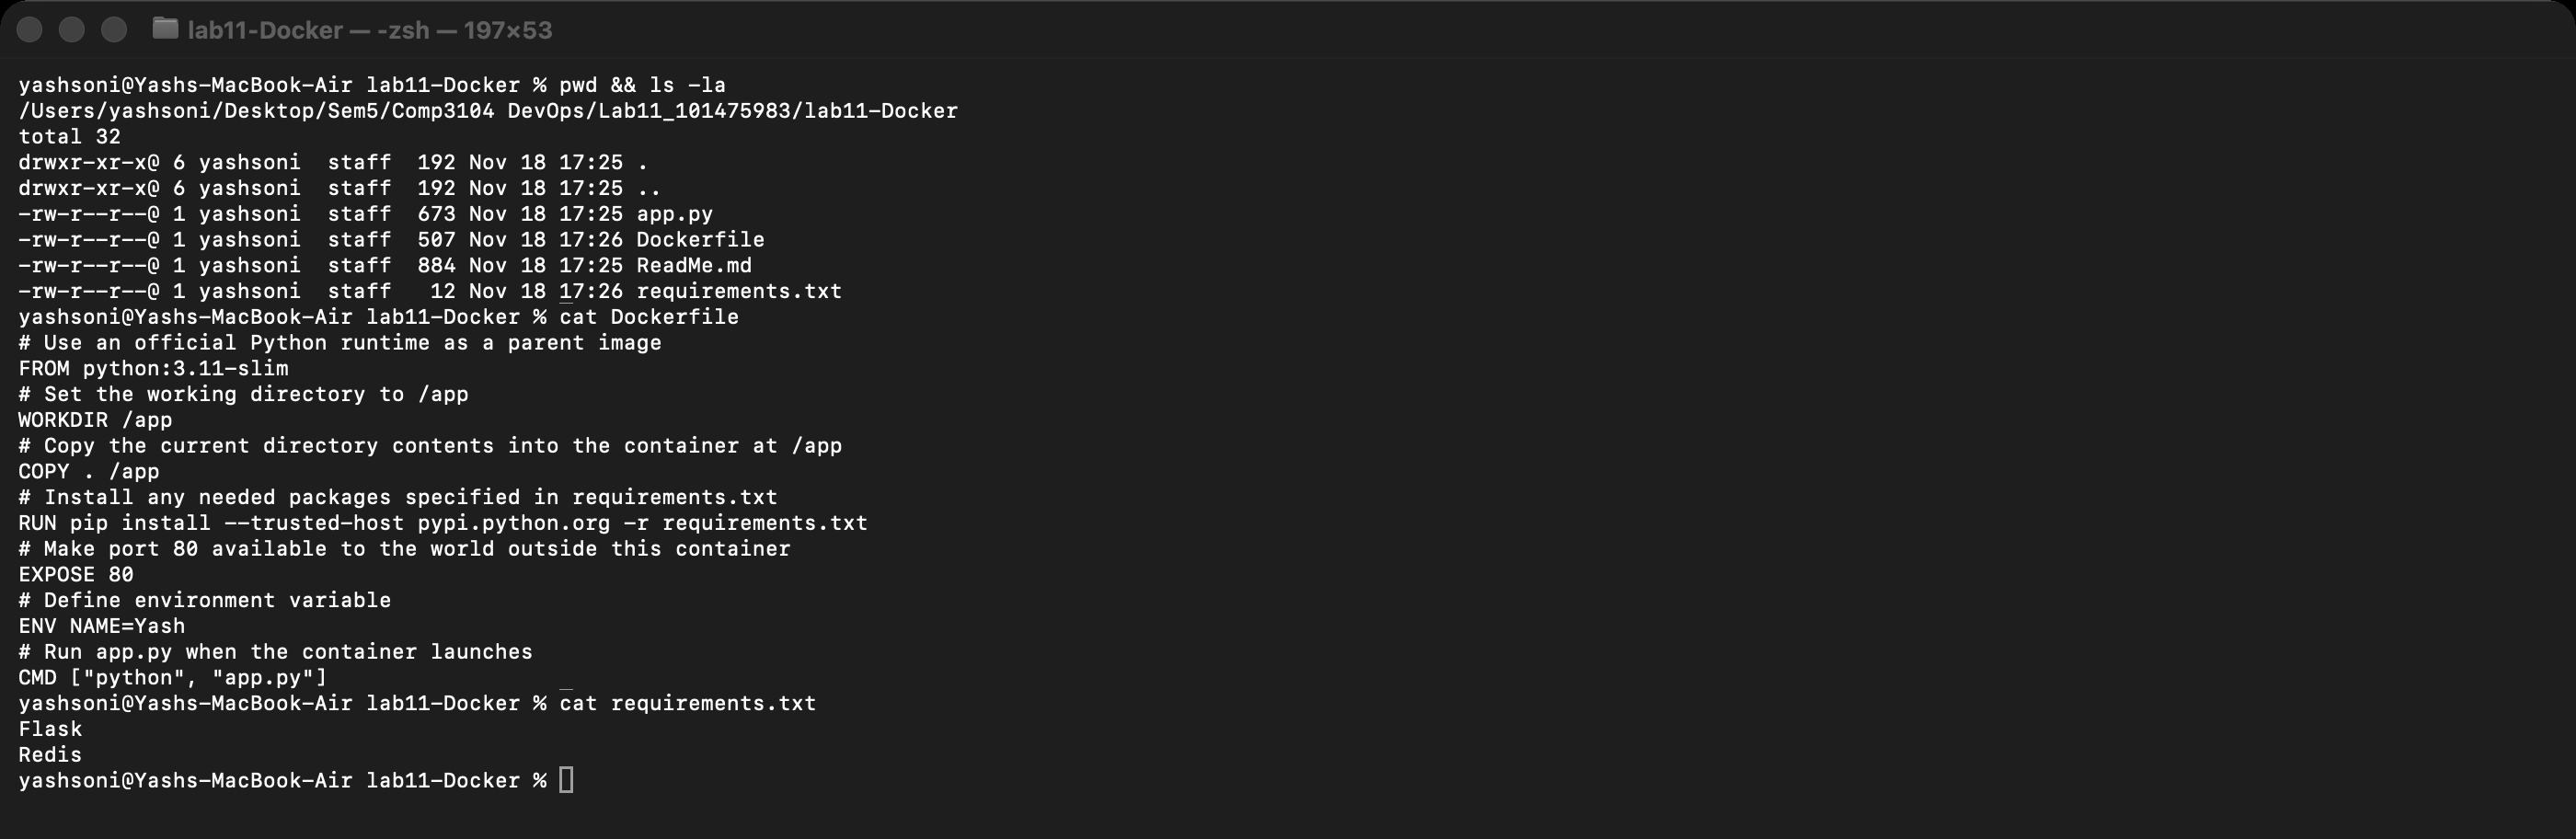 lab11-Docker — -zsh — 197×53
yashsoni@Yashs-MacBook-Air lab11-Docker % pwd && ls -la
/Users/yashsoni/Desktop/Sem5/Comp3104 DevOps/Lab11_101475983/lab11-Docker
total 32
drwxr-xr-x@ 6 yashsoni  staff  192 Nov 18 17:25 .
drwxr-xr-x@ 6 yashsoni  staff  192 Nov 18 17:25 ..
-rw-r--r--@ 1 yashsoni  staff  673 Nov 18 17:25 app.py
-rw-r--r--@ 1 yashsoni  staff  507 Nov 18 17:26 Dockerfile
-rw-r--r--@ 1 yashsoni  staff  884 Nov 18 17:25 ReadMe.md
-rw-r--r--@ 1 yashsoni  staff   12 Nov 18 17:26 requirements.txt
yashsoni@Yashs-MacBook-Air lab11-Docker % cat Dockerfile
# Use an official Python runtime as a parent image
FROM python:3.11-slim
# Set the working directory to /app
WORKDIR /app
# Copy the current directory contents into the container at /app
COPY . /app
# Install any needed packages specified in requirements.txt
RUN pip install --trusted-host pypi.python.org -r requirements.txt
# Make port 80 available to the world outside this container
EXPOSE 80
# Define environment variable
ENV NAME=Yash
# Run app.py when the container launches
CMD ["python", "app.py"]
yashsoni@Yashs-MacBook-Air lab11-Docker % cat requirements.txt
Flask
Redis
yashsoni@Yashs-MacBook-Air lab11-Docker %